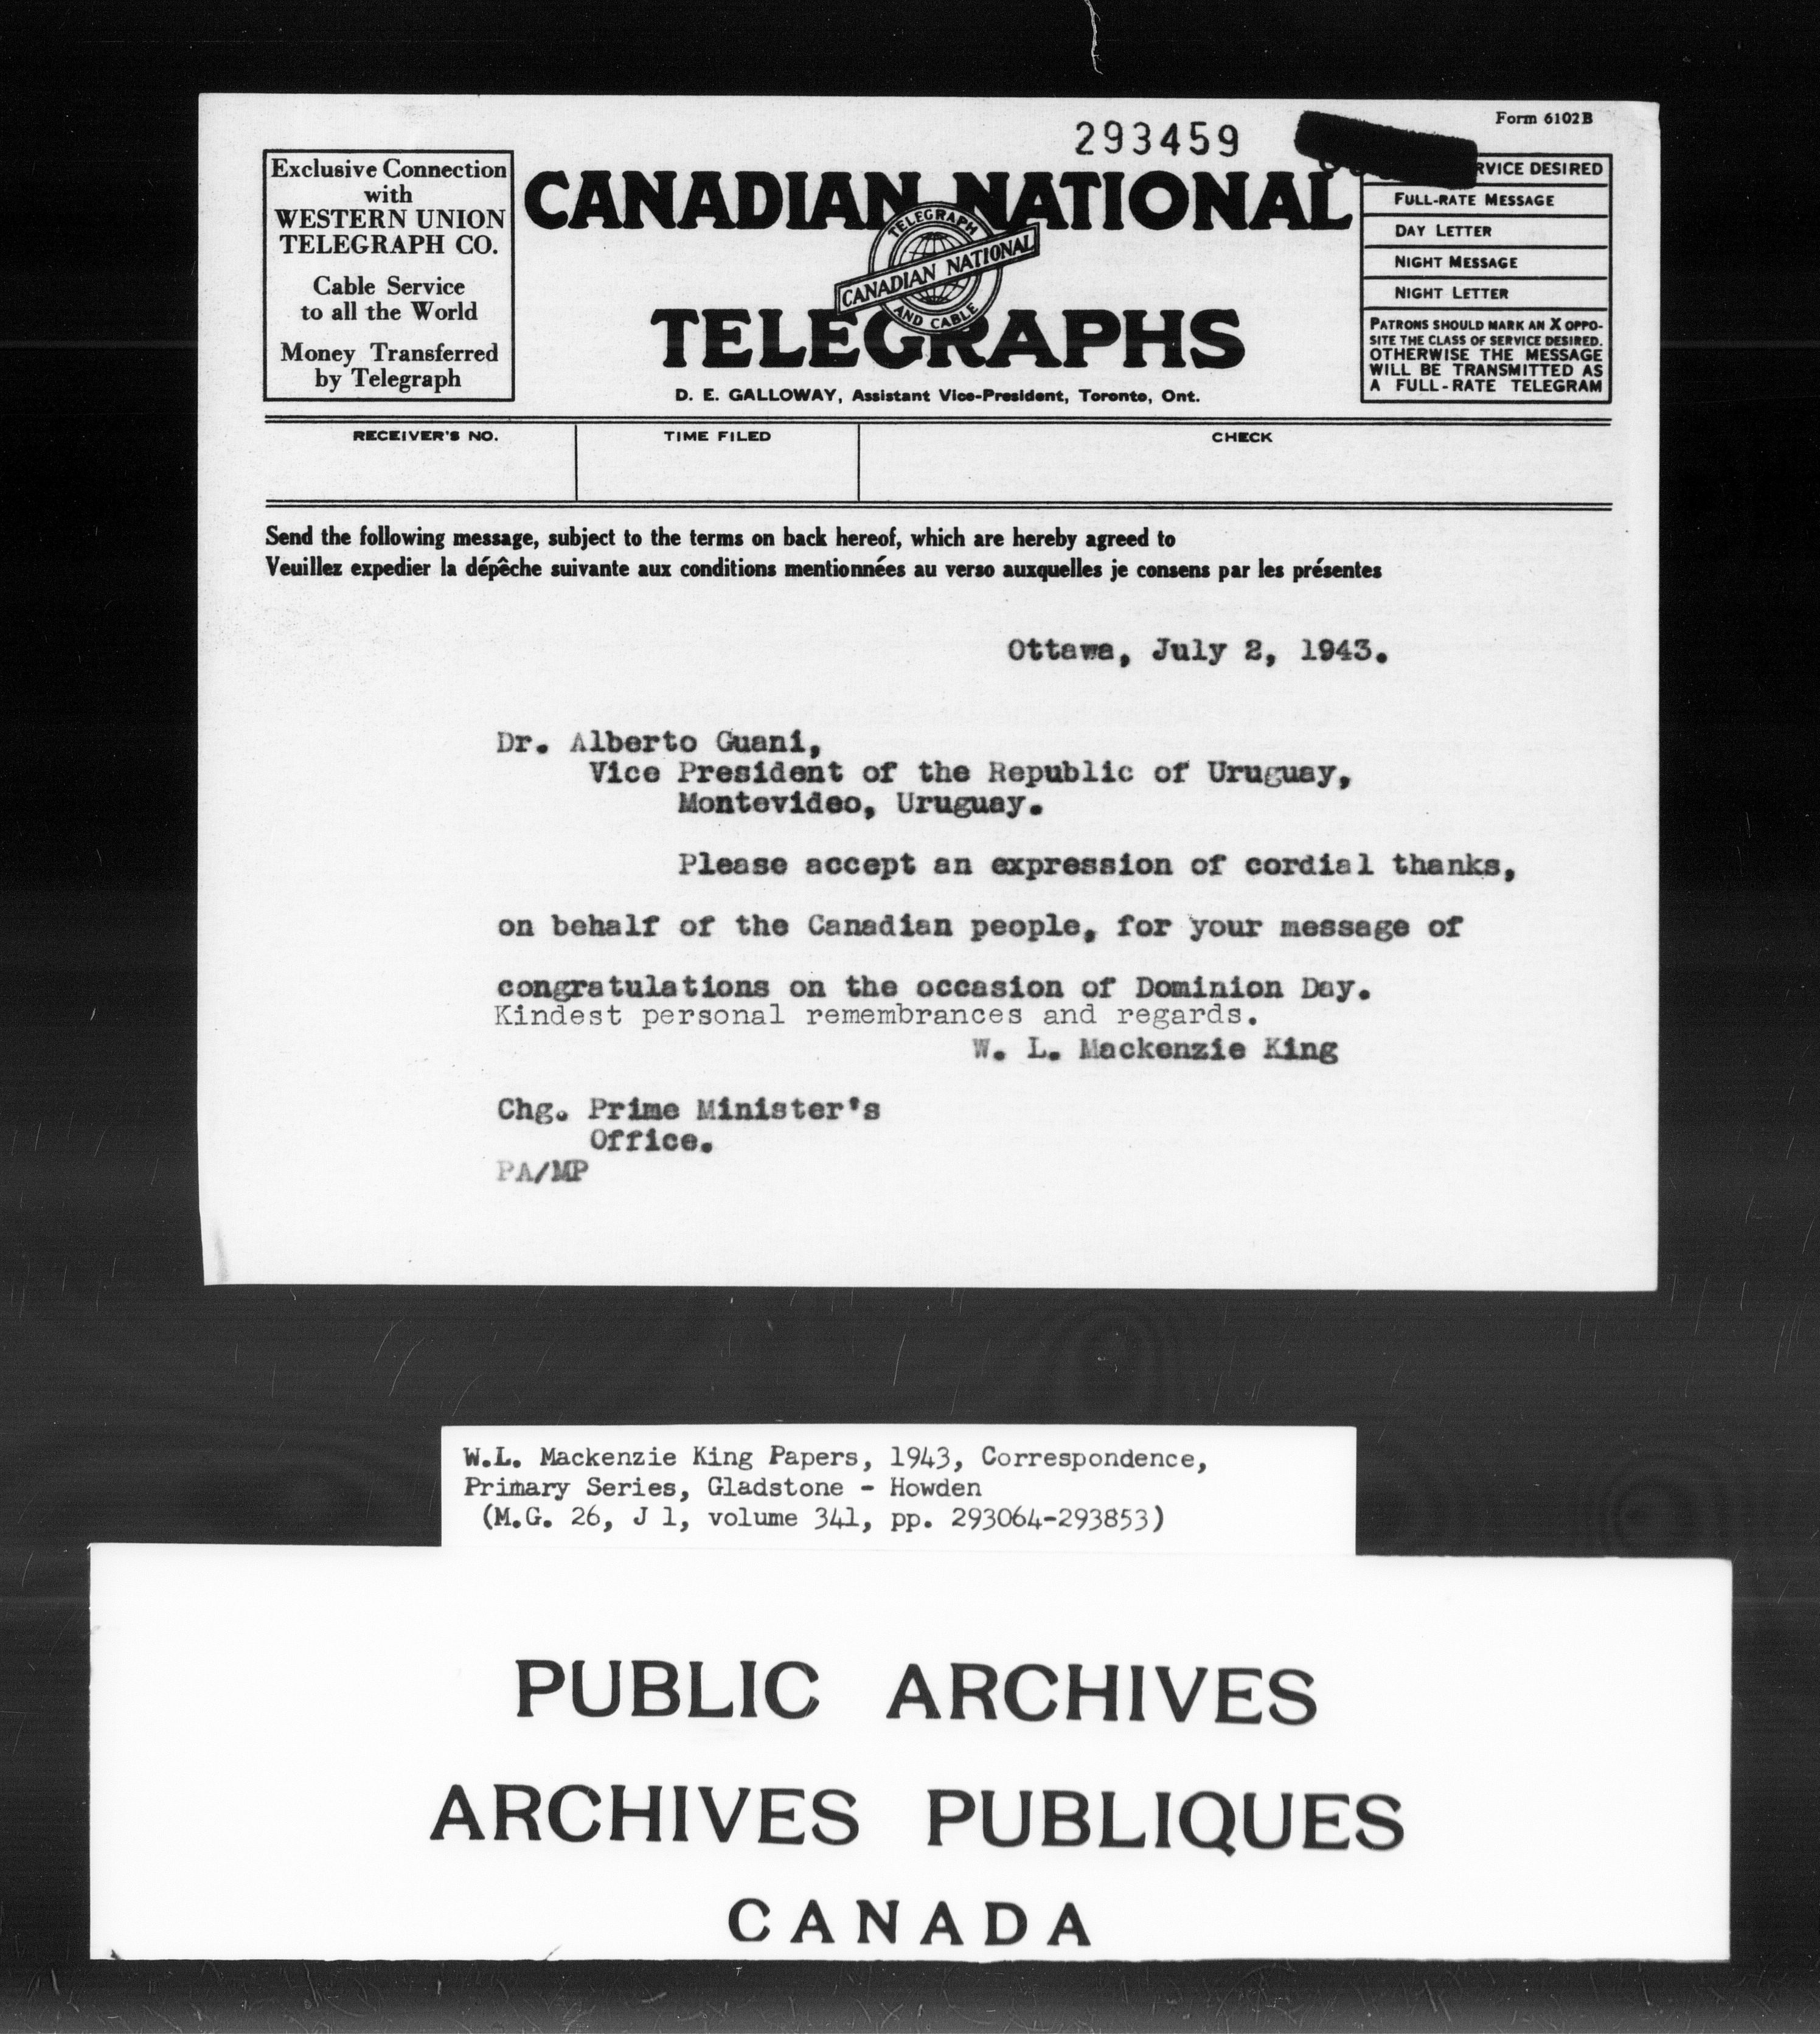 293459
Form 6102B
Exclusive Connection
with
WESTERN UNION
TELEGRAPH CO.
Cable Service
to all the World
Money Transferred
by Telegraph
CANADIAN NATIONAL
TELEGRAPH
CANADIAN NATIONAL
AND CABLE
TELEGRAPHS
D. E. GALLOWAY, Assistant Vice-President, Toronto, Ont.
RVICE DESIRED
FULL-RATE MESSAGE
DAY LETTER
NIGHT MESSAGE
NIGHT LETTER
PATRONS SHOULD MARK AN X OPPO-
SITE THE CLASS OF SERVICE DESIRED.
OTHERWISE THE MESSAGE
WILL BE TRANSMITTED AS
A FULL-RATE TELEGRAM
RECEIVER'S NO. TIME FILED CHECK
Send the following message, subject to the terms on back hereof, which are hereby agreed to
Veuillez expedier la dépêche suivante aux conditions mentionnées au verso auxquelles je consens par les présentes
Ottawa, July 2, 1943.
Dr. Alberto Guani,
Vice President of the Republic of Uruguay,
Montevideo, Uruguay.
Please accept an expression of cordial thanks,
on behalf of the Canadian people, for your message of
congratulations on the occasion of Dominion Day.
Kindest personal remembrances and regards.
W. L. Mackenzie King
Chg. Prime Minister's
Office.
PA/MP
W.L. Mackenzie King Papers, 1943, Correspondence,
Primary Series, Gladstone - Howden
(M.G. 26, J 1, volume 341, pp. 293064-293853)
PUBLIC ARCHIVES
ARCHIVES PUBLIQUES
CANADA